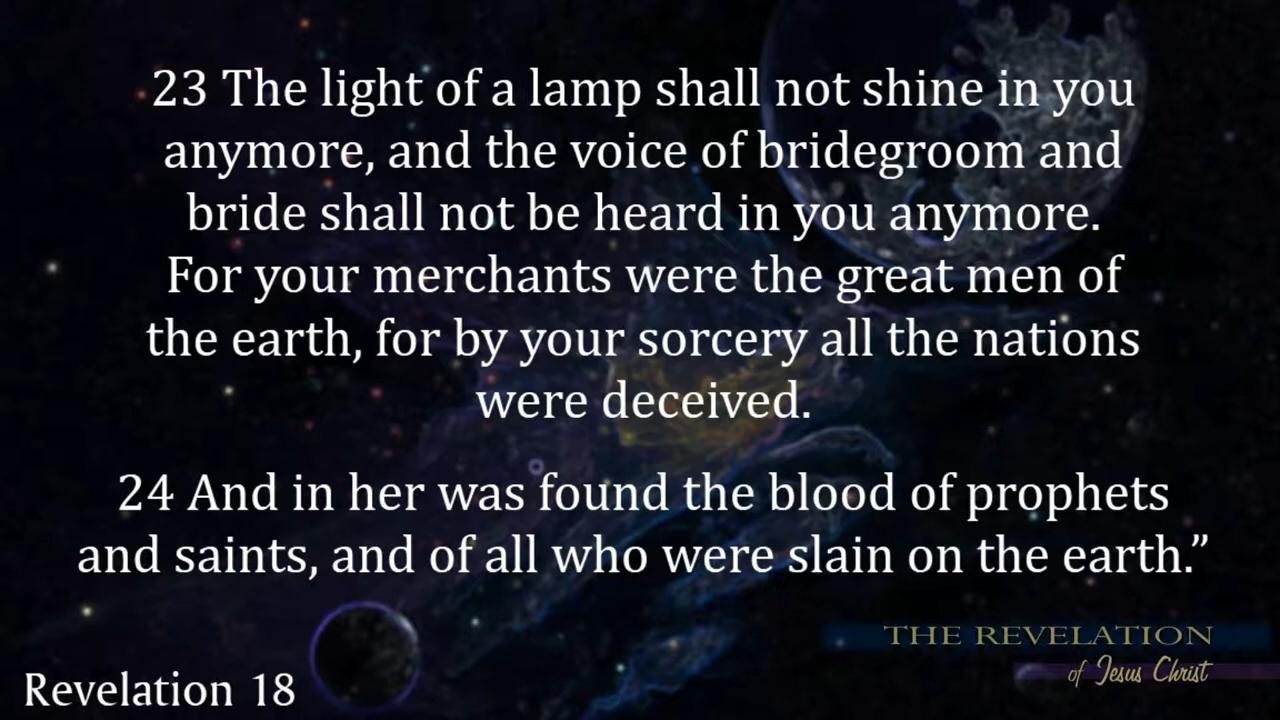 23 The light of a lamp shall not shine in you
anymore, and the voice of bridegroom and
bride shall not be heard in you anymore.
For your merchants were the great men of
the earth, for by your sorcery all the nations
were deceived.
24 And in her was found the blood of prophets
and saints, and of all who were slain on the earth.”
THE REVELATION
of Jesus Christ
Revelation 18